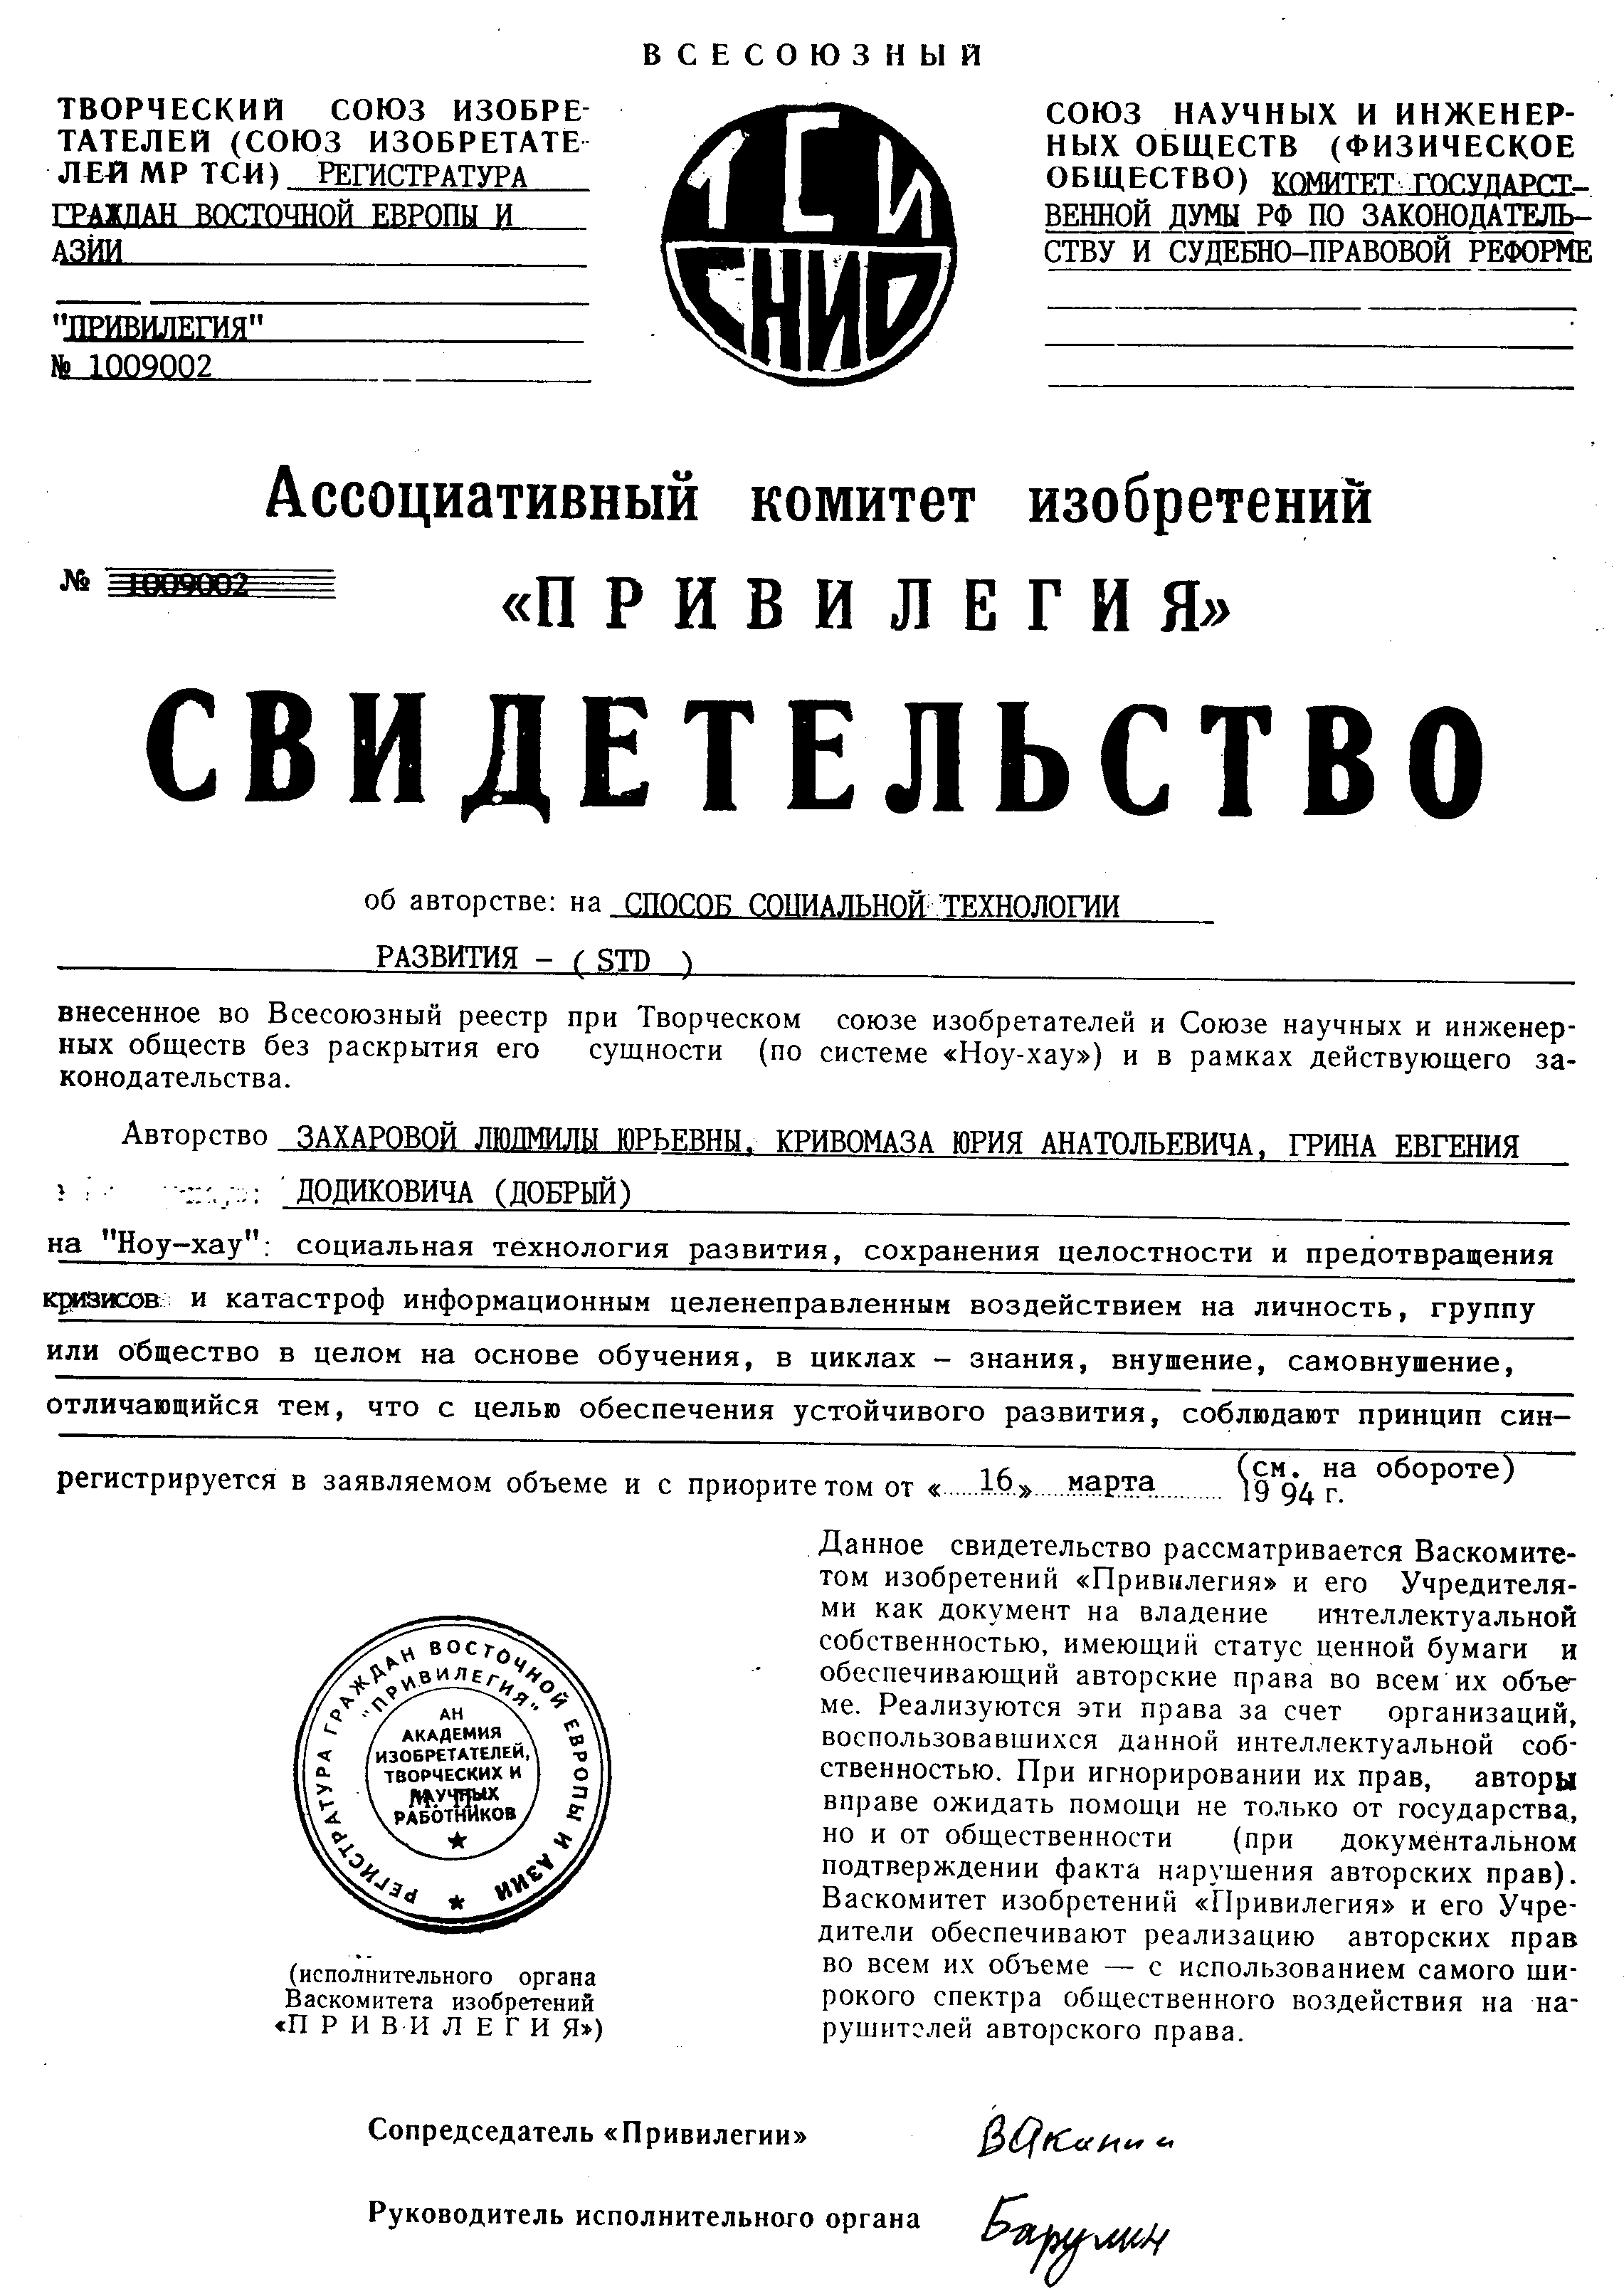 ВСЕСОЮЗНЫЙ
ТВОРЧЕСКИЙ СОЮЗ ИЗОБРЕ-
ТАТЕЛЕЙ (СОЮЗ ИЗОБРЕТАТЕ-
ЛЕЙ МР ТСИ) РЕГИСТРАТУРА
ГРАЖДАН ВОСТОЧНОЙ ЕВРОПЫ И
АЗИИ
"ПРИВИЛЕГИЯ"
№ 1009002
ТСИ
СНИО
СОЮЗ НАУЧНЫХ И ИНЖЕНЕР-
НЫХ ОБЩЕСТВ (ФИЗИЧЕСКОЕ
ОБЩЕСТВО) КОМИТЕТ ГОСУДАРСТ-
ВЕННОЙ ДУМЫ РФ ПО ЗАКОНОДАТЕЛЬ-
СТВУ И СУДЕБНО-ПРАВОВОЙ РЕФОРМЕ
Ассоциативный комитет изобретений
№ 1009002
«ПРИВИЛЕГИЯ»
СВИДЕТЕЛЬСТВО
об авторстве: на СПОСОБ СОЦИАЛЬНОЙ ТЕХНОЛОГИИ
РАЗВИТИЯ - ( STD )
внесенное во Всесоюзный реестр при Творческом союзе изобретателей и Союзе научных и инженер-
ных обществ без раскрытия его сущности (по системе «Ноу-хау») и в рамках действующего за-
конодательства.
Авторство ЗАХАРОВОЙ ЛЮДМИЛЫ ЮРЬЕВНЫ, КРИВОМАЗА ЮРИЯ АНАТОЛЬЕВИЧА, ГРИНА ЕВГЕНИЯ
ДОДИКОВИЧА (ДОБРЫЙ)
на "Ноу-хау": социальная технология развития, сохранения целостности и предотвращения
кризисов и катастроф информационным целенеправленным воздействием на личность, группу
или общество в целом на основе обучения, в циклах - знания, внушение, самовнушение,
отличающийся тем, что с целью обеспечения устойчивого развития, соблюдают принцип син-
(см. на обороте)
регистрируется в заявляемом объеме и с приоритетом от «16» марта 1994 г.
Данное свидетельство рассматривается Васкомите-
том изобретений «Привилегия» и его Учредителя-
ми как документ на владение интеллектуальной
собственностью, имеющий статус ценной бумаги и
обеспечивающий авторские права во всем их объе-
ме. Реализуются эти права за счет организаций,
воспользовавшихся данной интеллектуальной соб-
ственностью. При игнорировании их прав, авторы
вправе ожидать помощи не только от государства,
но и от общественности (при документальном
подтверждении факта нарушения авторских прав).
Васкомитет изобретений «Привилегия» и его Учре-
дители обеспечивают реализацию авторских прав
во всем их объеме — с использованием самого ши-
рокого спектра общественного воздействия на на-
рушителей авторского права.
РЕГИСТРАТУРА ГРАЖДАН ВОСТОЧНОЙ ЕВРОПЫ И АЗИИ
"ПРИВИЛЕГИЯ"
АН
АКАДЕМИЯ
ИЗОБРЕТАТЕЛЕЙ,
ТВОРЧЕСКИХ И
НАУЧНЫХ
РАБОТНИКОВ
(исполнительного органа
Васкомитета изобретений
«ПРИВИЛЕГИЯ»)
Сопредседатель «Привилегии»
Руководитель исполнительного органа
Барулин